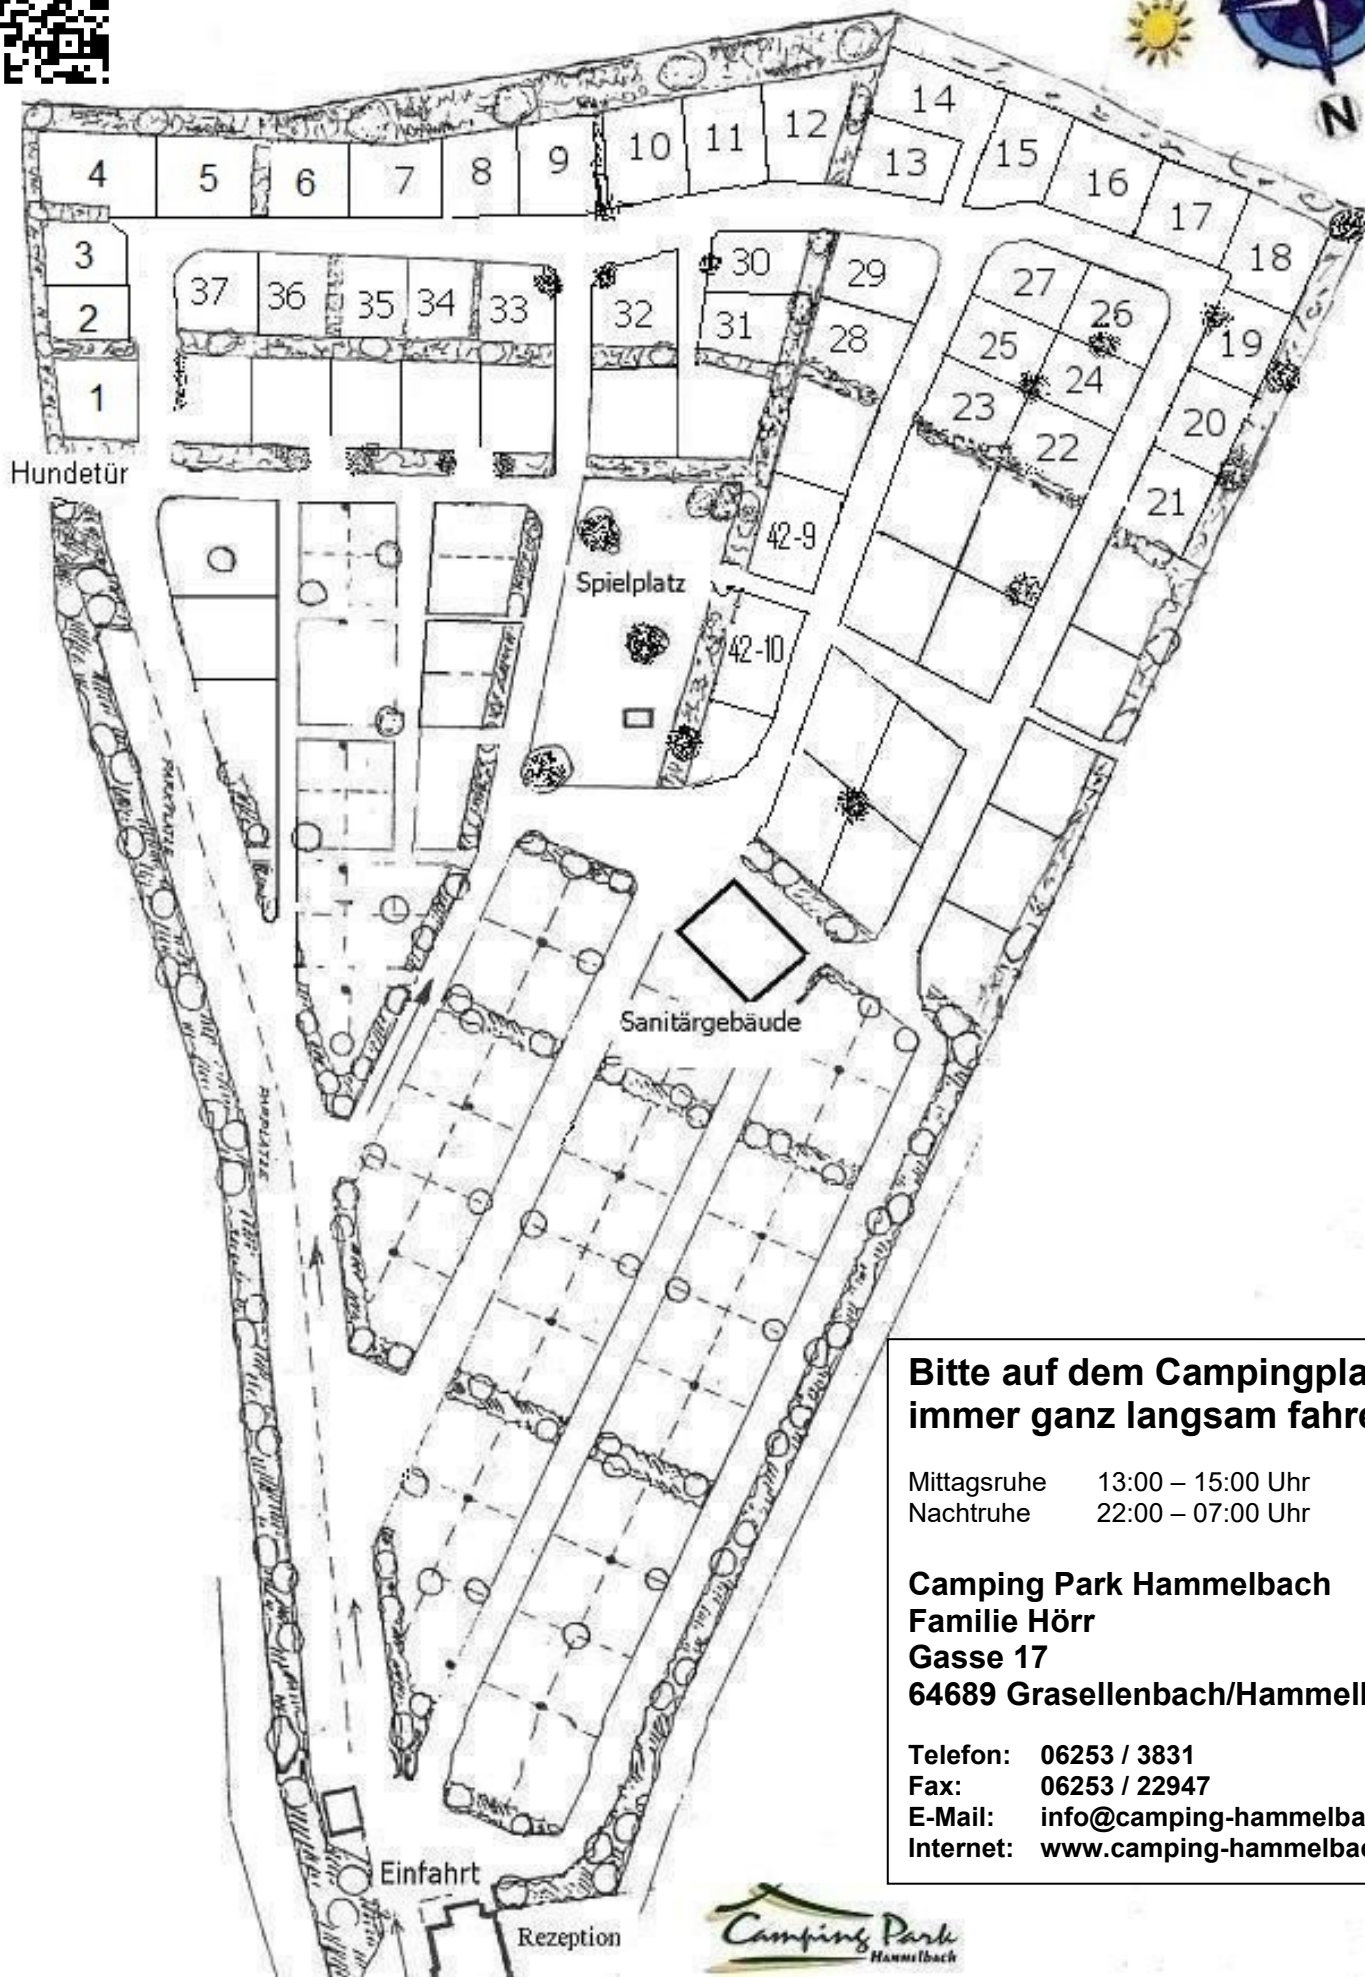 N
14
12
11
10
9
8
7
6
5
4
13
15
16
17
18
3
2
1
37
36
35
34
33
32
30
31
29
28
27
26
25
24
23
22
19
20
21
Hundetür
42-9
Spielplatz
42-10
PARKPLÄTZE
Sanitärgebäude
PARKPLÄTZE
Bitte auf dem Campingpla
immer ganz langsam fahre
Mittagsruhe 13:00 – 15:00 Uhr
Nachtruhe 22:00 – 07:00 Uhr
Camping Park Hammelbach
Familie Hörr
Gasse 17
64689 Grasellenbach/Hammell
Telefon: 06253 / 3831
Fax: 06253 / 22947
E-Mail: info@camping-hammelba
Internet: www.camping-hammelbac
Einfahrt
Rezeption
Camping Park
Hammelbach